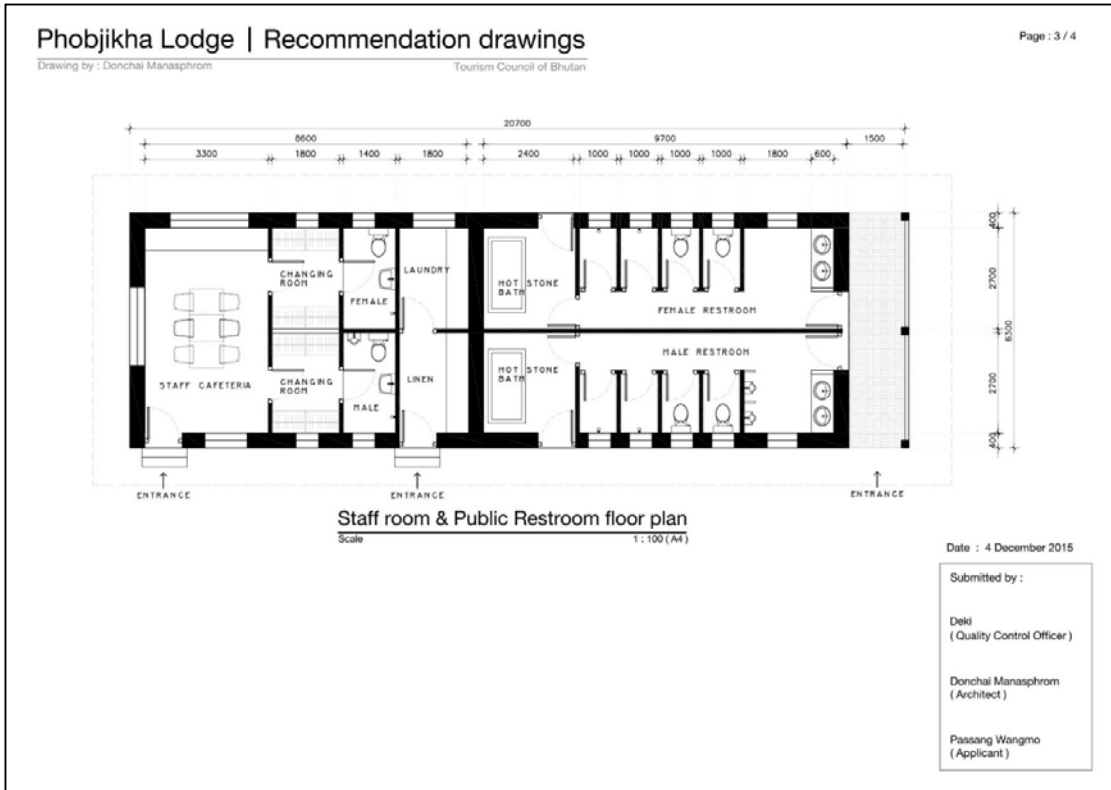 Phobjikha Lodge | Recommendation drawings
Page : 3 / 4
Drawing by : Donchai Manasphrom
Tourism Council of Bhutan
20700
8600
9700
1500
3300
1800
1400
1800
2400
1000
1000
1000
1000
1800
600
400
2700
6300
2700
400
CHANGING
ROOM
FEMALE
LAUNDRY
HOT STONE
BATH
FEMALE RESTROOM
MALE RESTROOM
STAFF CAFETERIA
CHANGING
ROOM
MALE
LINEN
HOT STONE
BATH
ENTRANCE
ENTRANCE
ENTRANCE
Staff room & Public Restroom floor plan
Scale
1 : 100 ( A4 )
Date : 4 December 2015
Submitted by :
Deki
( Quality Control Officer )
Donchai Manasphrom
( Architect )
Passang Wangmo
( Applicant )